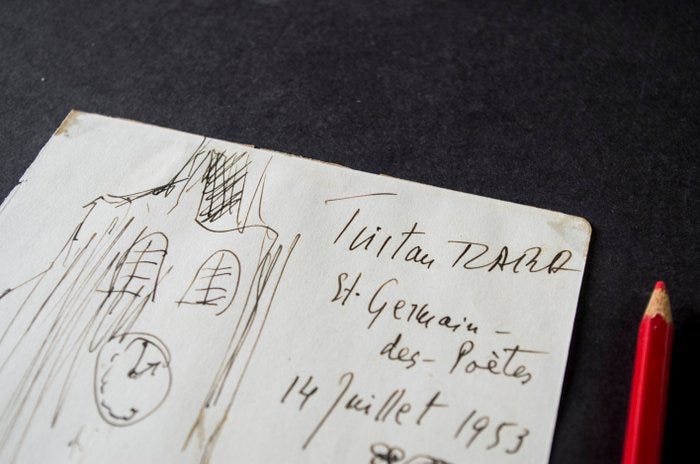 Tristan TZARA
St. Germain-
des-Poètes
14 Juillet 1953